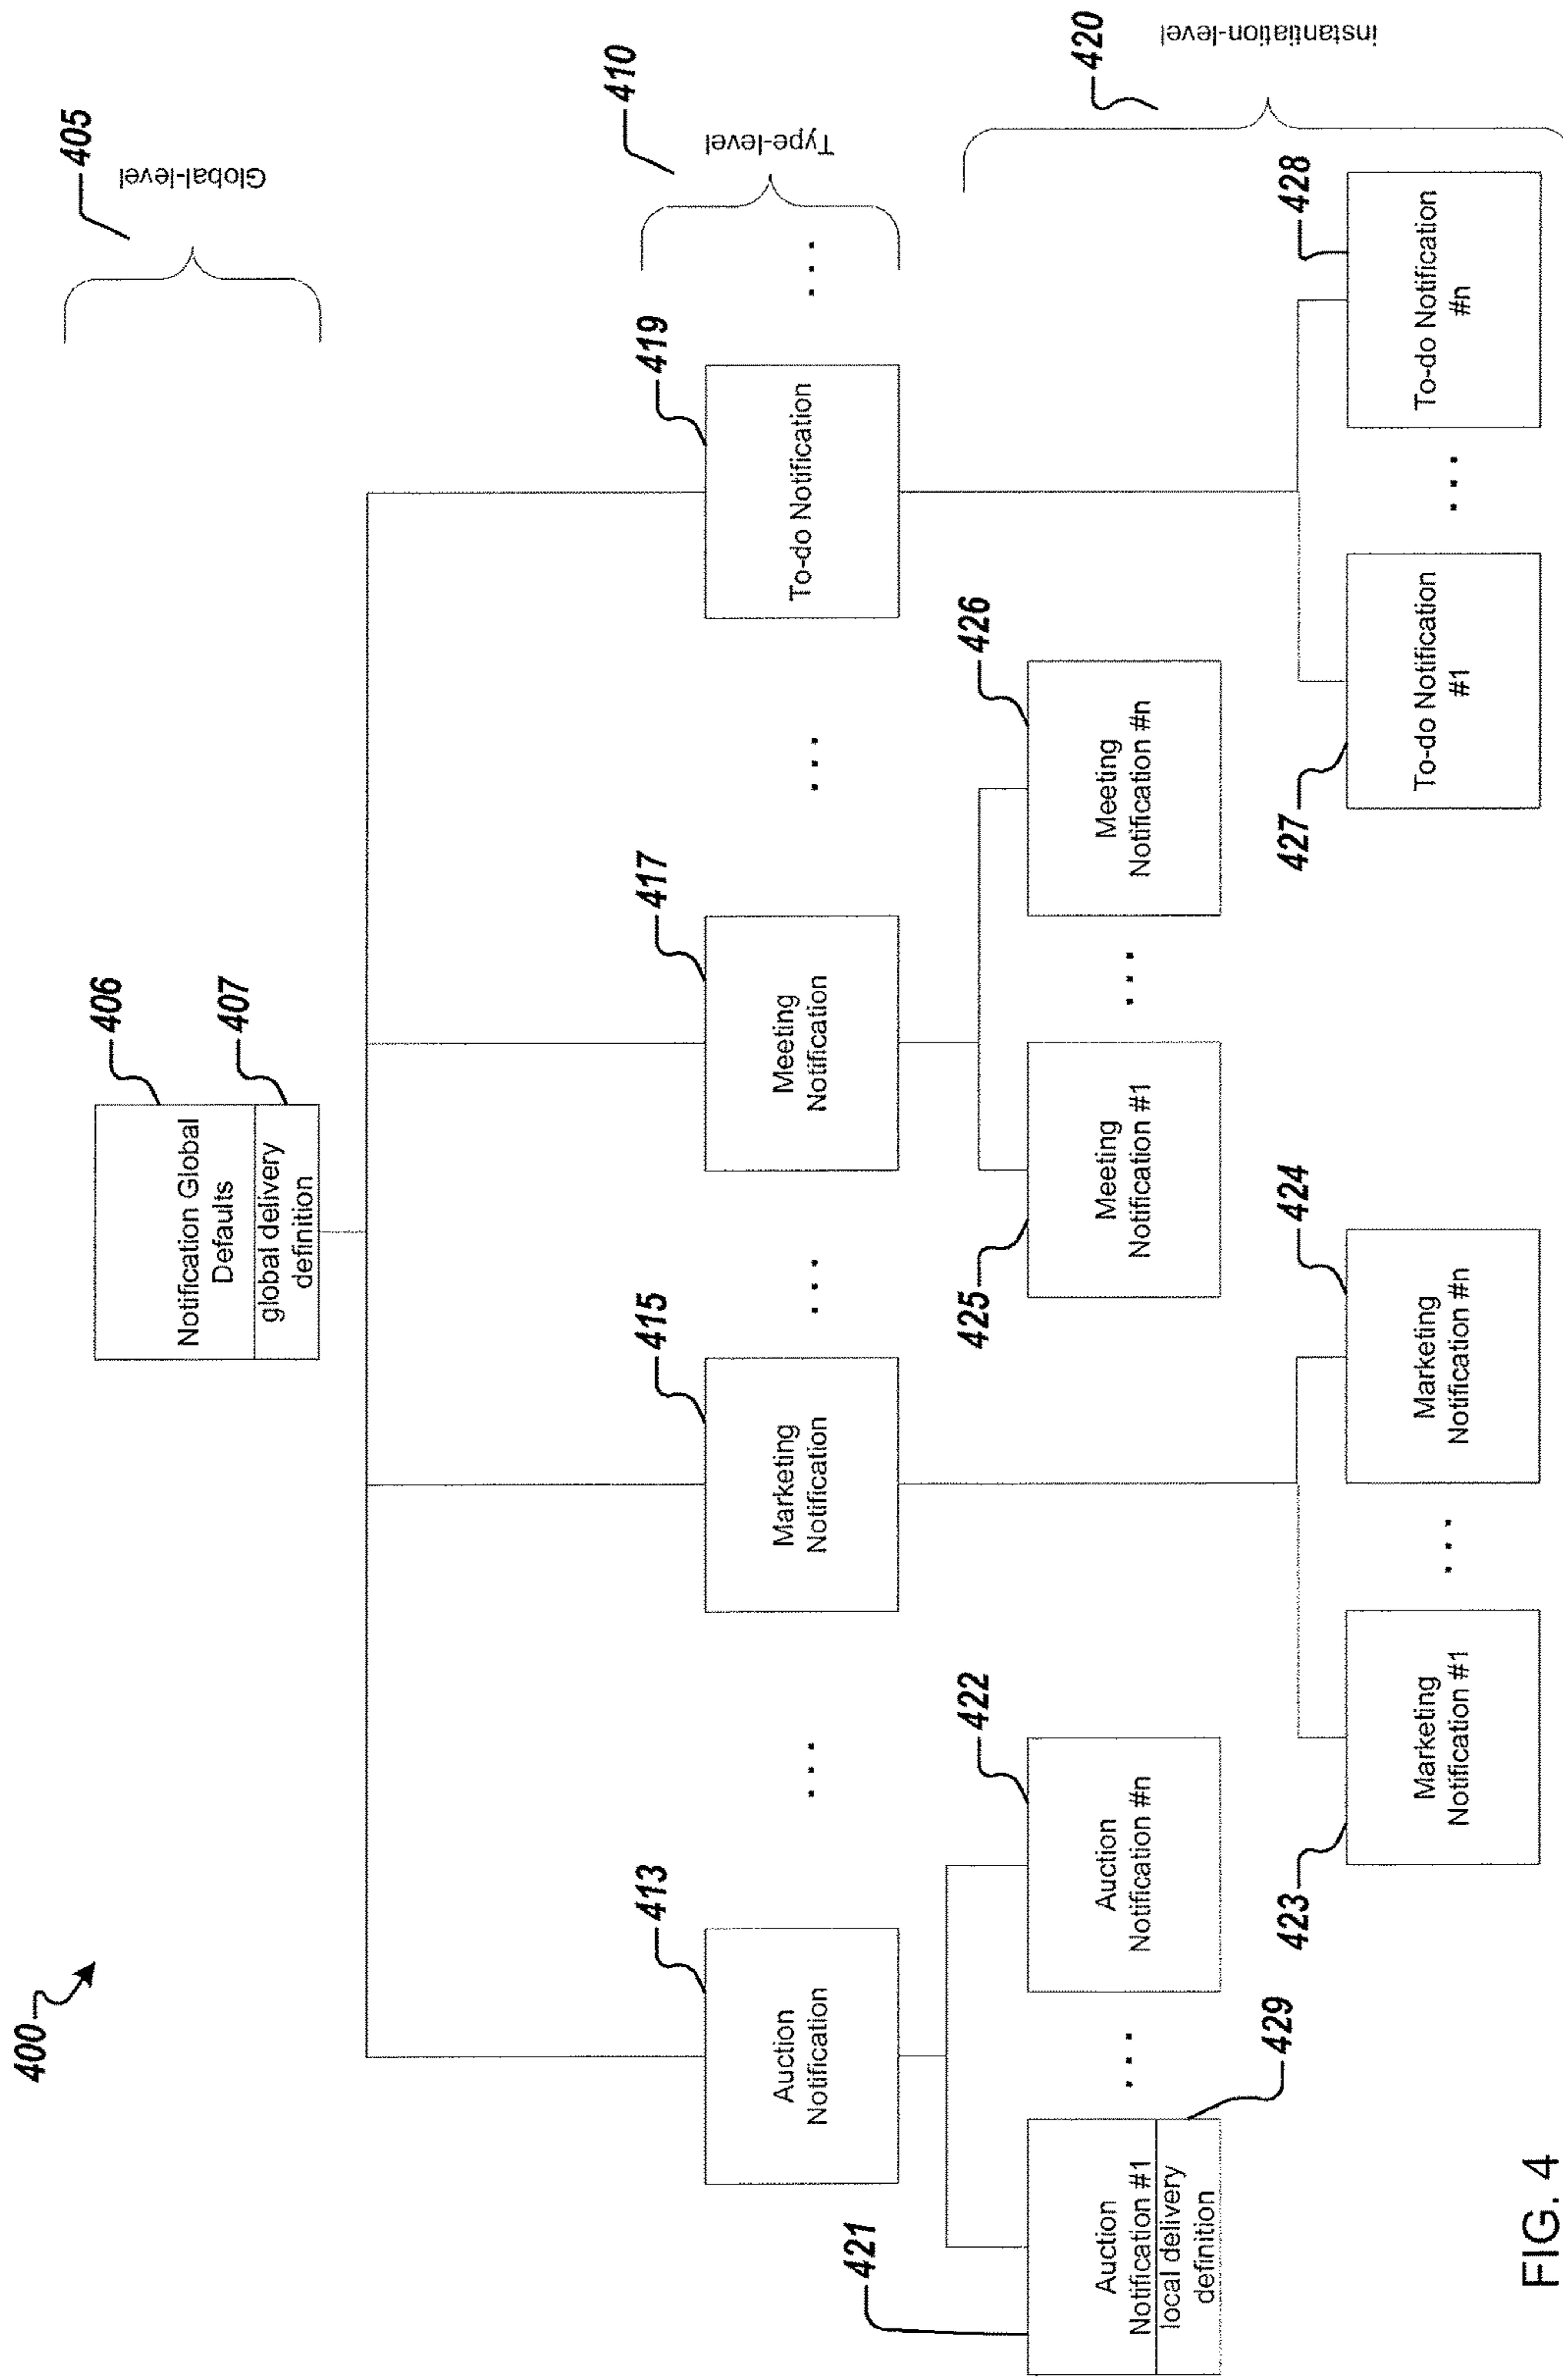 400
405
Global-level
406
Notification Global
Defaults
407
global delivery
definition
410
Type-level
413
Auction
Notification
. . .
415
Marketing
Notification
. . .
417
Meeting
Notification
. . .
419
To-do Notification
. . .
420
instantiation-level
421
Auction
Notification #1
local delivery
definition
429
. . .
422
Auction
Notification #n
425
Meeting
Notification #1
. . .
426
Meeting
Notification #n
423
Marketing
Notification #1
. . .
424
Marketing
Notification #n
427
To-do Notification
#1
. . .
428
To-do Notification
#n
FIG. 4